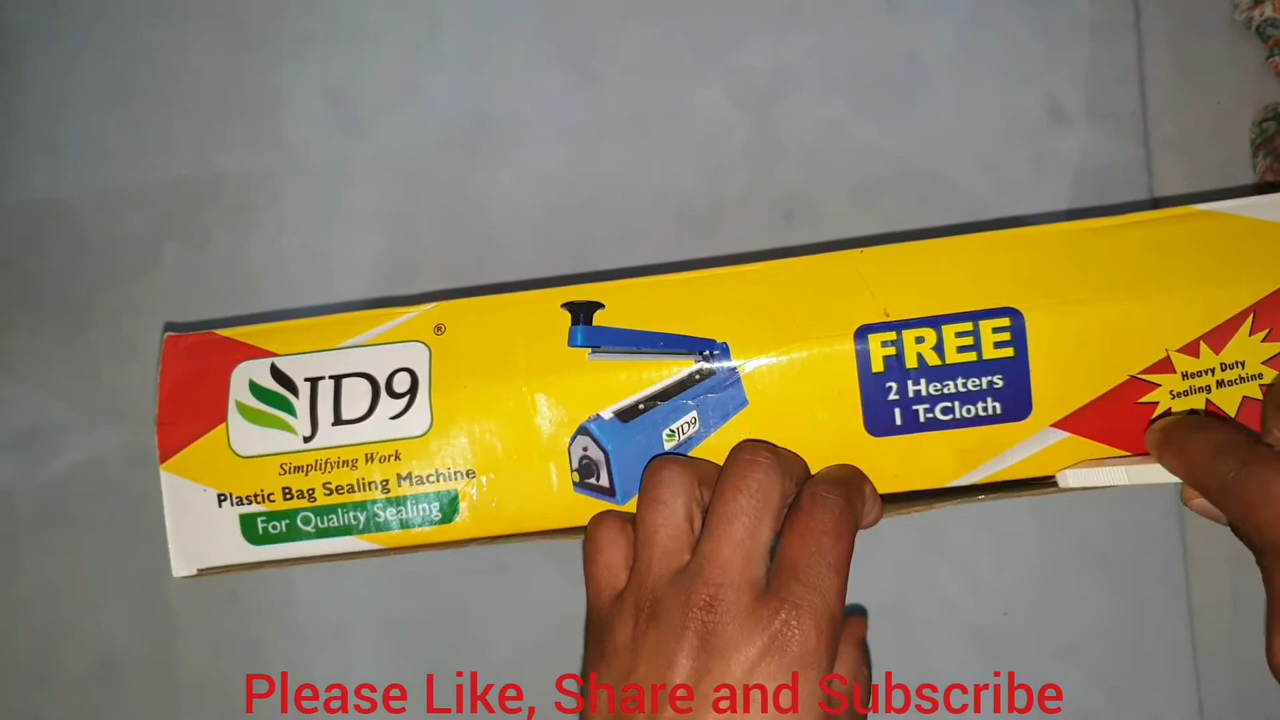 ®
JD9
Simplifying Work
Plastic Bag Sealing Machine
For Quality Sealing
JD9
FREE
2 Heaters
1 T-Cloth
Heavy Duty
Sealing Machine
Please Like, Share and Subscribe